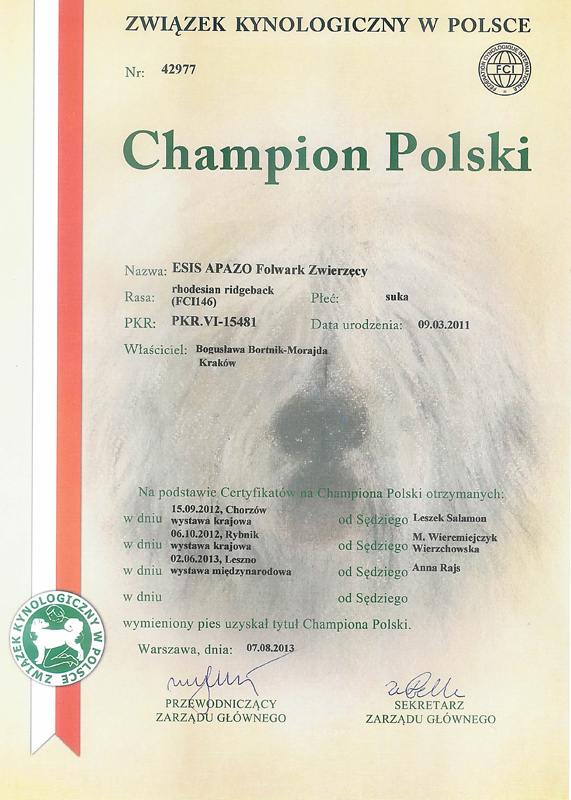 ZWIĄZEK KYNOLOGICZNY W POLSCE
FEDERATION CYNOLOGIQUE INTERNATIONALE
FCI
Nr: 42977
Champion Polski
Nazwa: ESIS APAZO Folwark Zwierzęcy
Rasa: rhodesian ridgeback (FCI146) Płeć: suka
PKR: PKR.VI-15481 Data urodzenia: 09.03.2011
Właściciel: Bogusława Bortnik-Morajda
Kraków
Na podstawie Certyfikatów na Championa Polski otrzymanych:
w dniu 15.09.2012, Chorzów wystawa krajowa od Sędziego Leszek Salamon
w dniu 06.10.2012, Rybnik wystawa krajowa od Sędziego M. Wieremiejczyk Wierzchowska
w dniu 02.06.2013, Leszno wystawa międzynarodowa od Sędziego Anna Rajs
w dniu od Sędziego
wymieniony pies uzyskał tytuł Championa Polski.
Warszawa, dnia: 07.08.2013
PRZEWODNICZĄCY
ZARZĄDU GŁÓWNEGO
SEKRETARZ
ZARZĄDU GŁÓWNEGO
ZWIĄZEK KYNOLOGICZNY W POLSCE